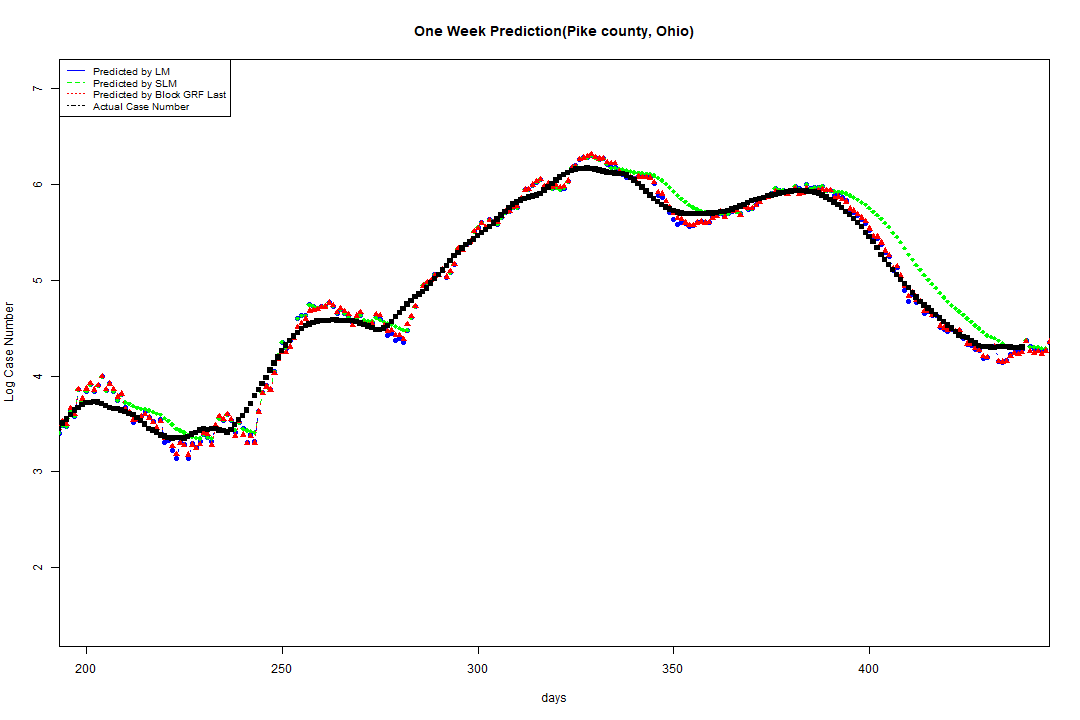 One Week Prediction(Pike county, Ohio)
Predicted by LM
Predicted by SLM
Predicted by Block GRF Last
Actual Case Number
7
6
5
4
3
2
Log Case Number
200 250 300 350 400
days